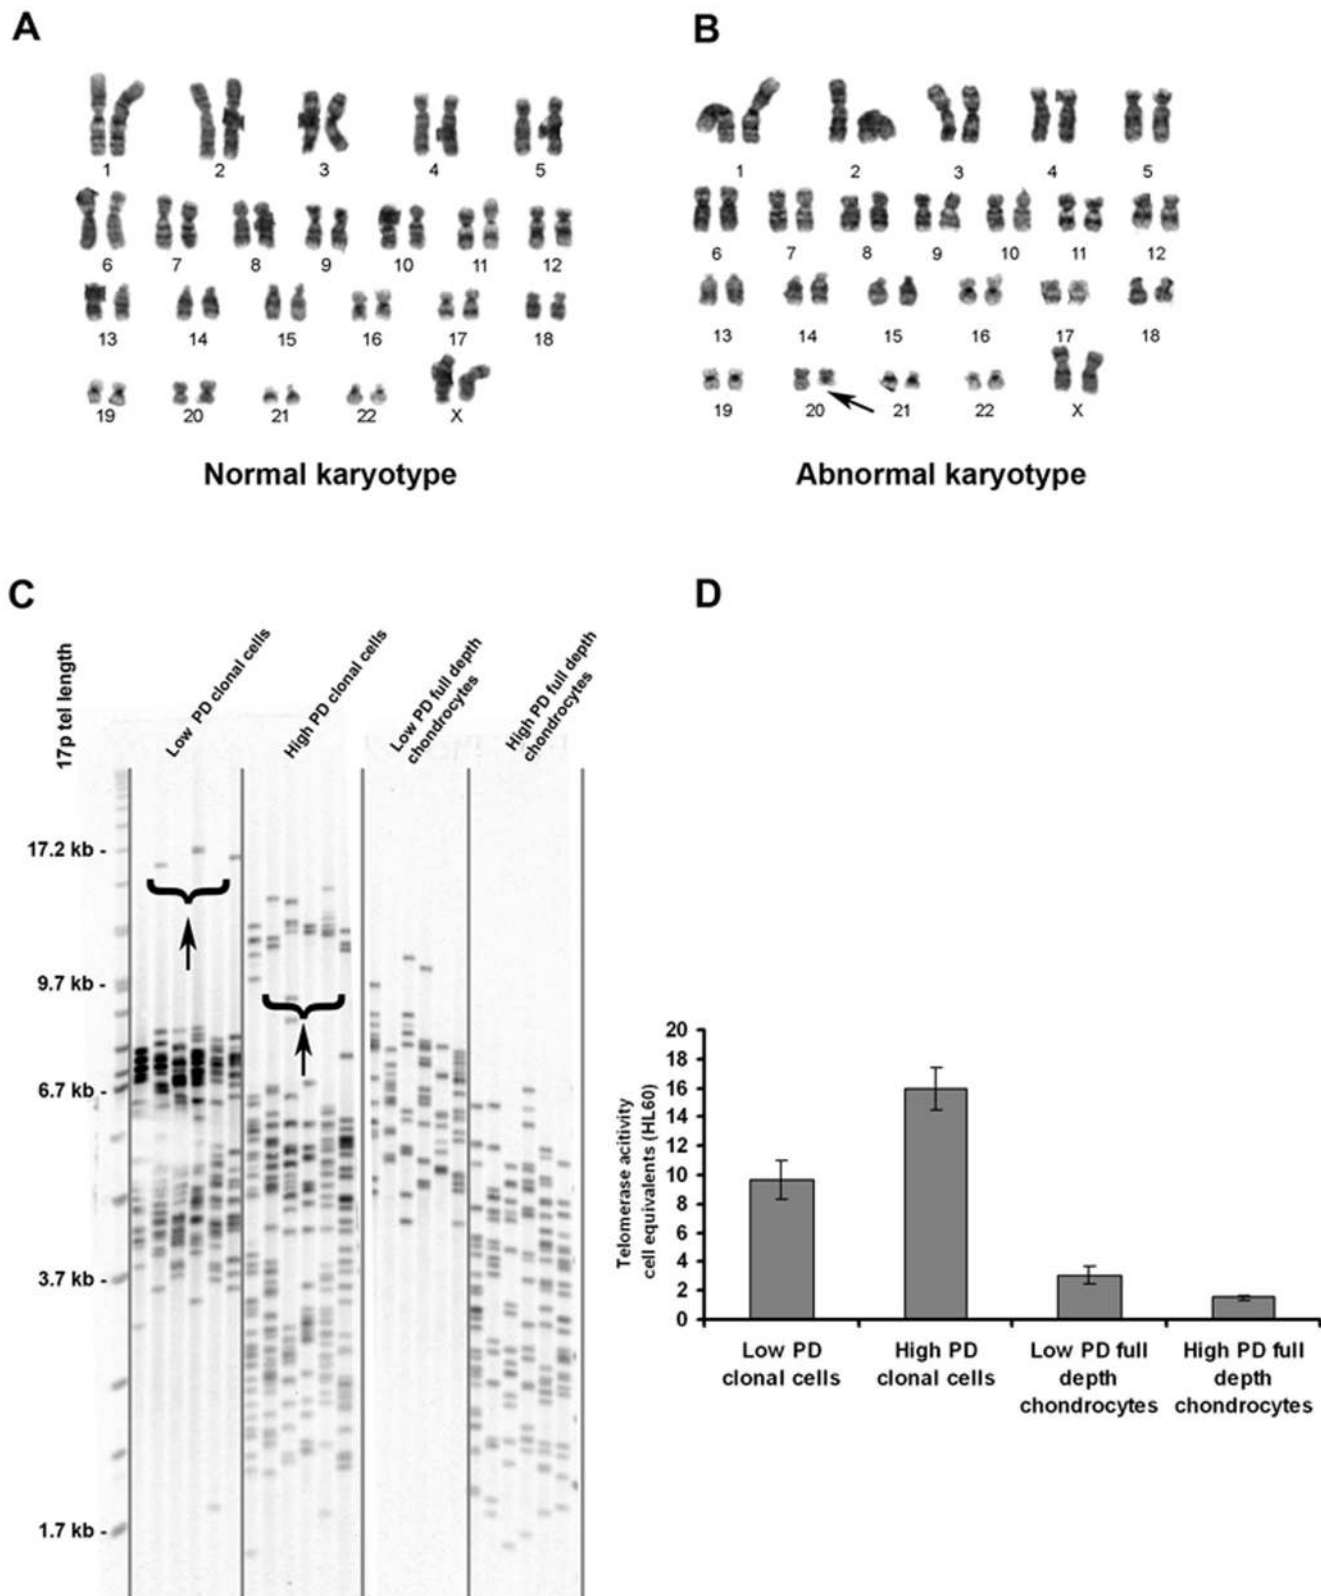 A
1 2 3 4 5
6 7 8 9 10 11 12
13 14 15 16 17 18
19 20 21 22 X
Normal karyotype
B
1 2 3 4 5
6 7 8 9 10 11 12
13 14 15 16 17 18
19 20 21 22 X
Abnormal karyotype
C
17p tel length
Low PD clonal cells
High PD clonal cells
Low PD full depth
chondrocytes
High PD full depth
chondrocytes
17.2 kb -
9.7 kb -
6.7 kb -
3.7 kb -
1.7 kb -
D
Telomerase acitivity
cell equivalents (HL60)
20
18
16
14
12
10
8
6
4
2
0
Low PD
clonal cells
High PD
clonal cells
Low PD full
depth
chondrocytes
High PD full
depth
chondrocytes